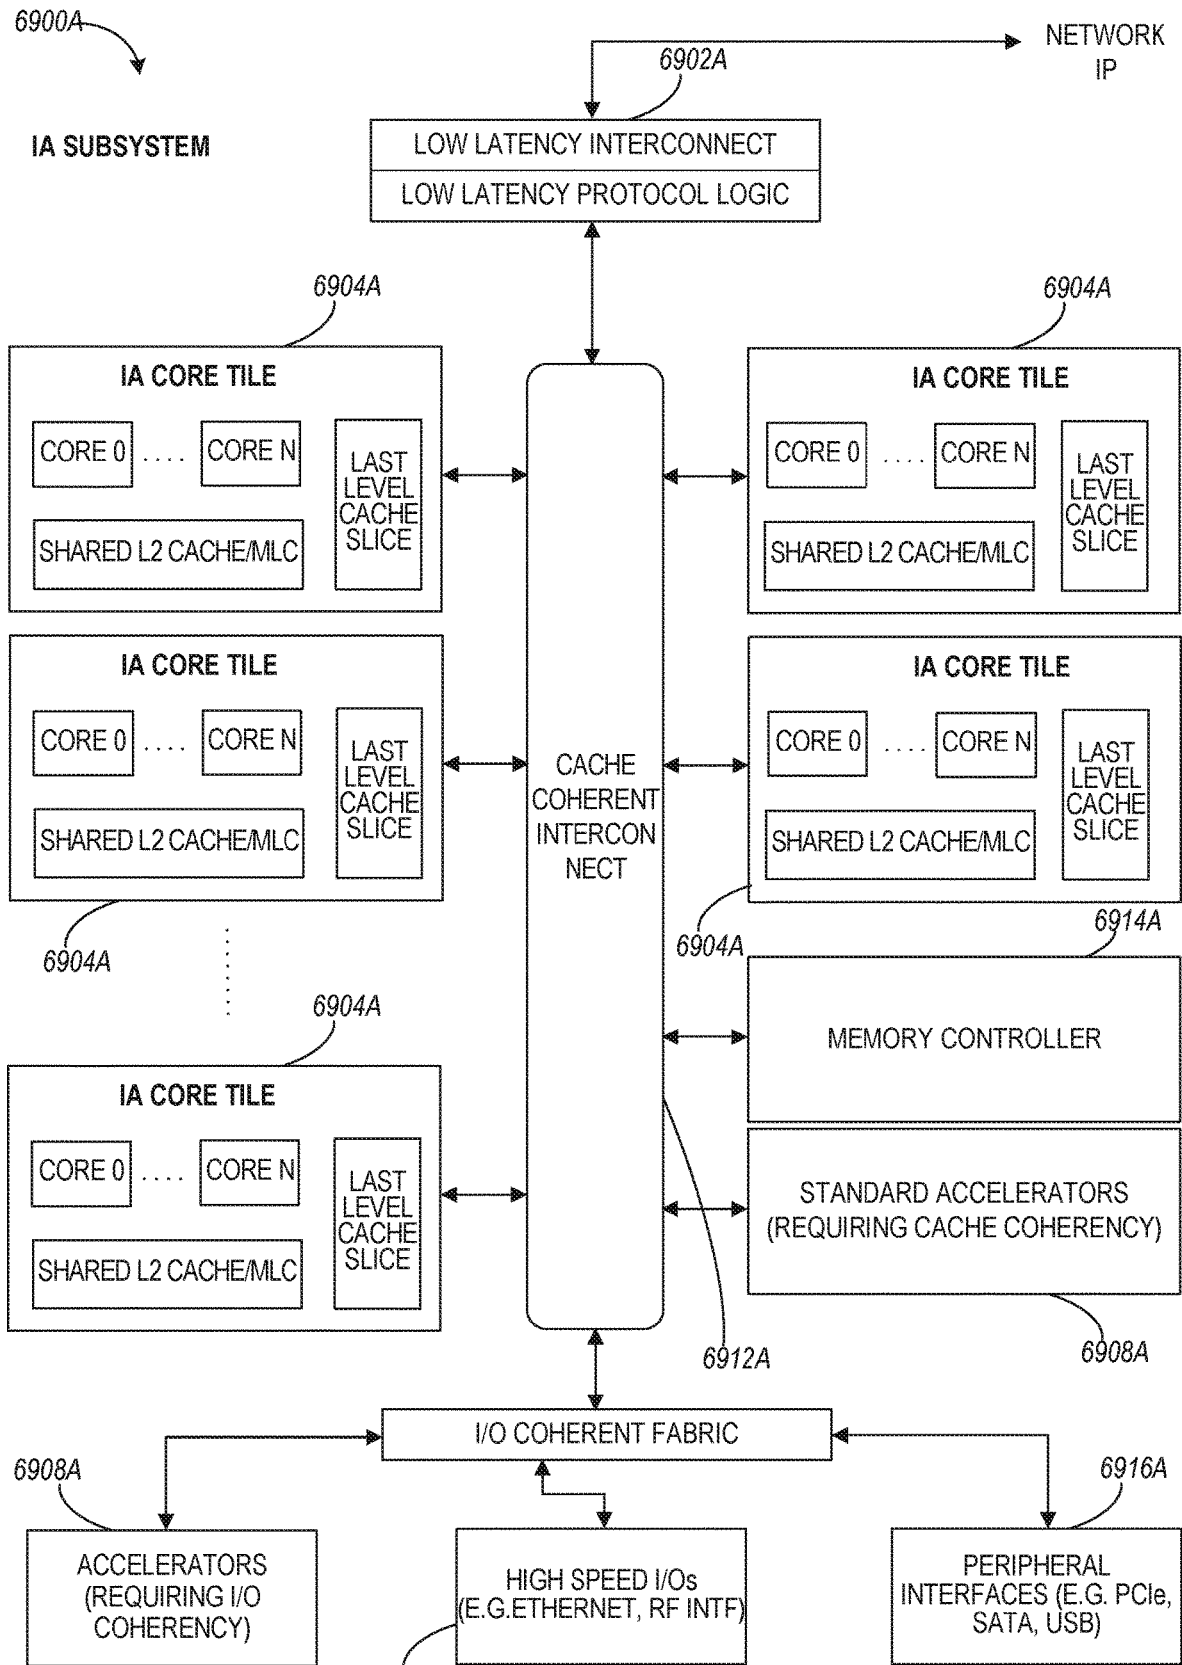 6900A
NETWORK
IP
6902A
IA SUBSYSTEM
LOW LATENCY INTERCONNECT
LOW LATENCY PROTOCOL LOGIC
6904A
IA CORE TILE
CORE 0 .... CORE N
LAST
LEVEL
CACHE
SLICE
SHARED L2 CACHE/MLC
6904A
IA CORE TILE
CORE 0 .... CORE N
LAST
LEVEL
CACHE
SLICE
SHARED L2 CACHE/MLC
IA CORE TILE
CORE 0 .... CORE N
LAST
LEVEL
CACHE
SLICE
SHARED L2 CACHE/MLC
6904A
CACHE
COHERENT
INTERCON
NECT
IA CORE TILE
CORE 0 .... CORE N
LAST
LEVEL
CACHE
SLICE
SHARED L2 CACHE/MLC
6904A
6914A
MEMORY CONTROLLER
6904A
IA CORE TILE
CORE 0 .... CORE N
LAST
LEVEL
CACHE
SLICE
SHARED L2 CACHE/MLC
STANDARD ACCELERATORS
(REQUIRING CACHE COHERENCY)
6912A
6908A
I/O COHERENT FABRIC
6908A
ACCELERATORS
(REQUIRING I/O
COHERENCY)
HIGH SPEED I/Os
(E.G.ETHERNET, RF INTF)
6916A
PERIPHERAL
INTERFACES (E.G. PCIe,
SATA, USB)